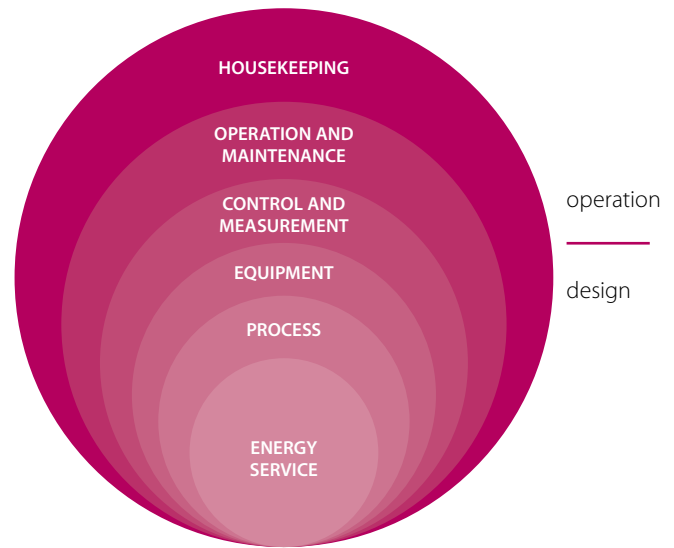 HOUSEKEEPING
OPERATION AND
MAINTENANCE
CONTROL AND
MEASUREMENT
EQUIPMENT
PROCESS
ENERGY
SERVICE
operation
design